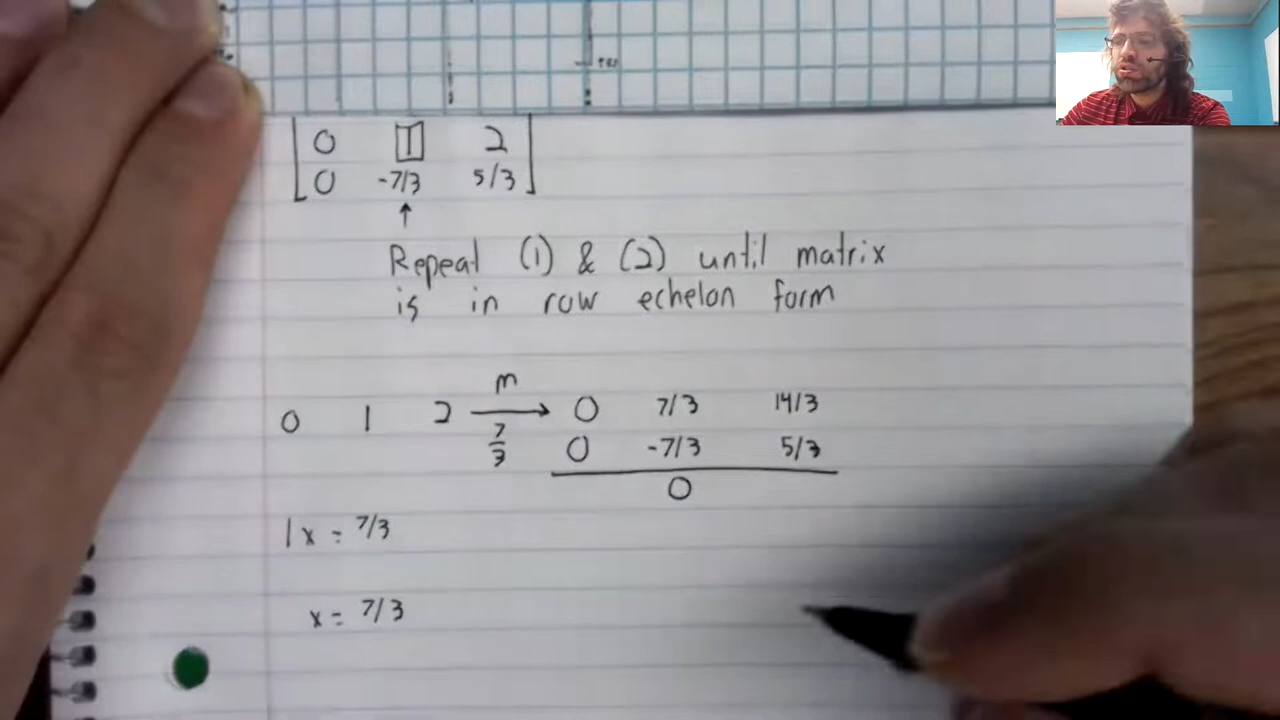 0 1 2
0 -7/3 5/3
↑
Repeat (1) & (2) until matrix
is in row echelon form
m
0 1 2 → 0 7/3 14/3
7/3 0 -7/3 5/3
0
1x = 7/3
x = 7/3